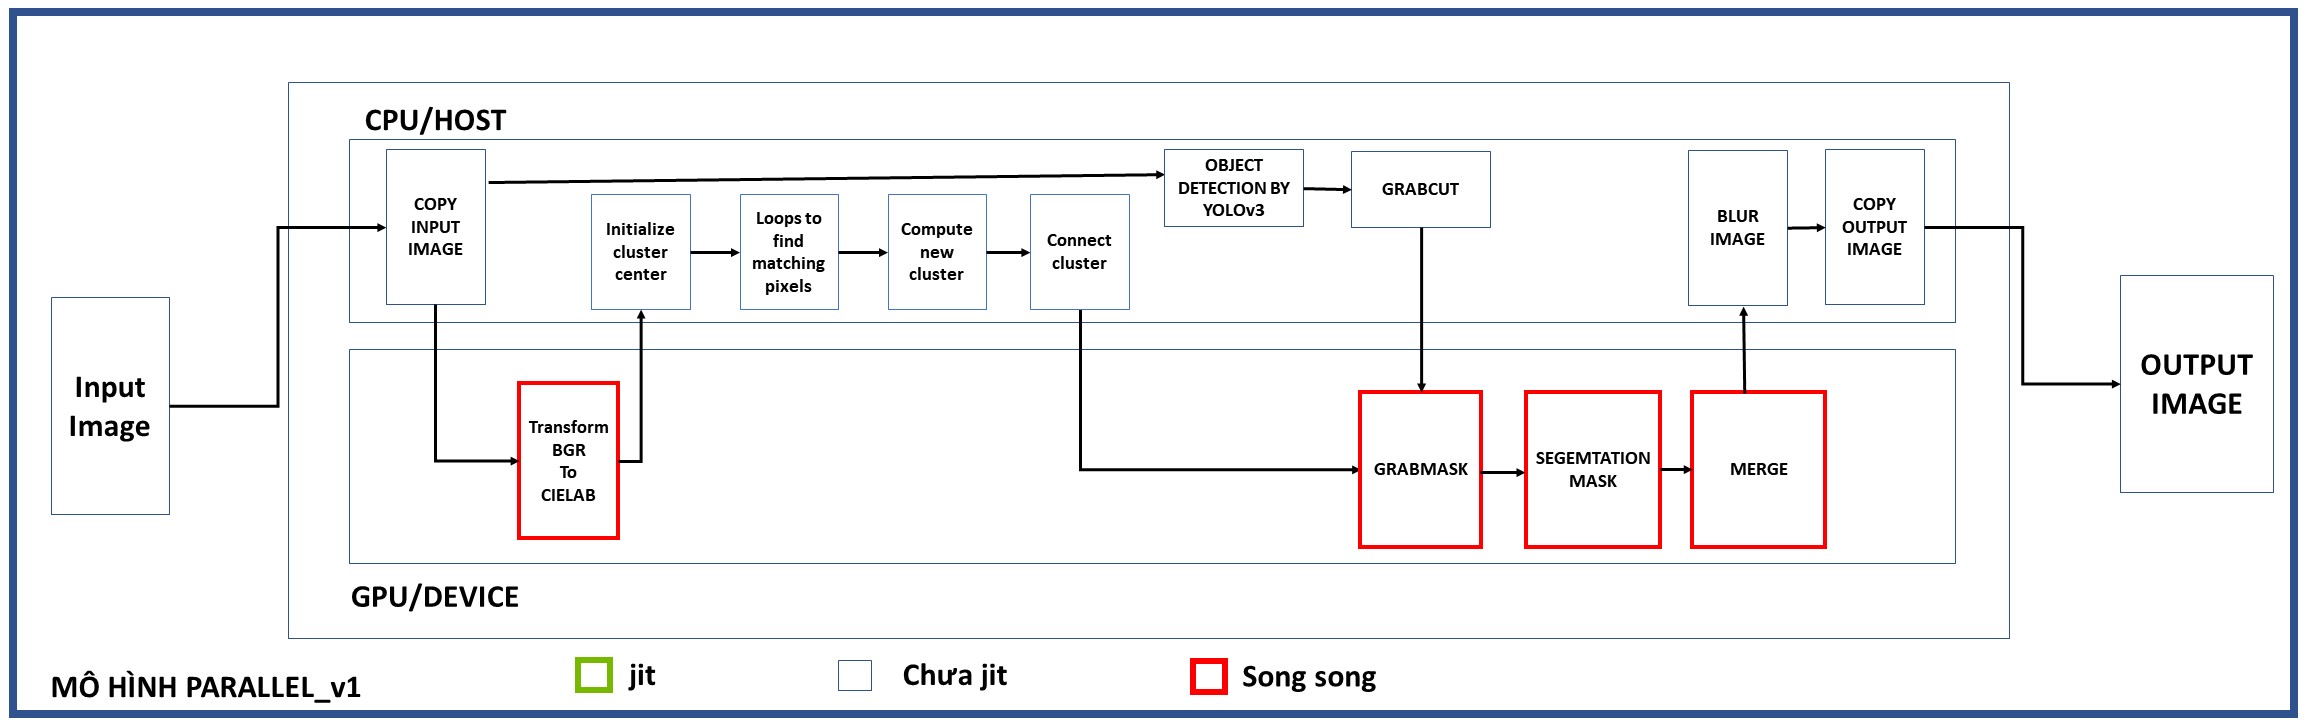 CPU/HOST
COPY
INPUT
IMAGE
Initialize
cluster
center
Loops to
find
matching
pixels
Compute
new
cluster
Connect
cluster
OBJECT
DETECTION BY
YOLOv3
GRABCUT
BLUR
IMAGE
COPY
OUTPUT
IMAGE
Input
Image
Transform
BGR
To
CIELAB
GRABMASK
SEGEMTATION
MASK
MERGE
OUTPUT
IMAGE
GPU/DEVICE
MÔ HÌNH PARALLEL_v1
jit
Chưa jit
Song song